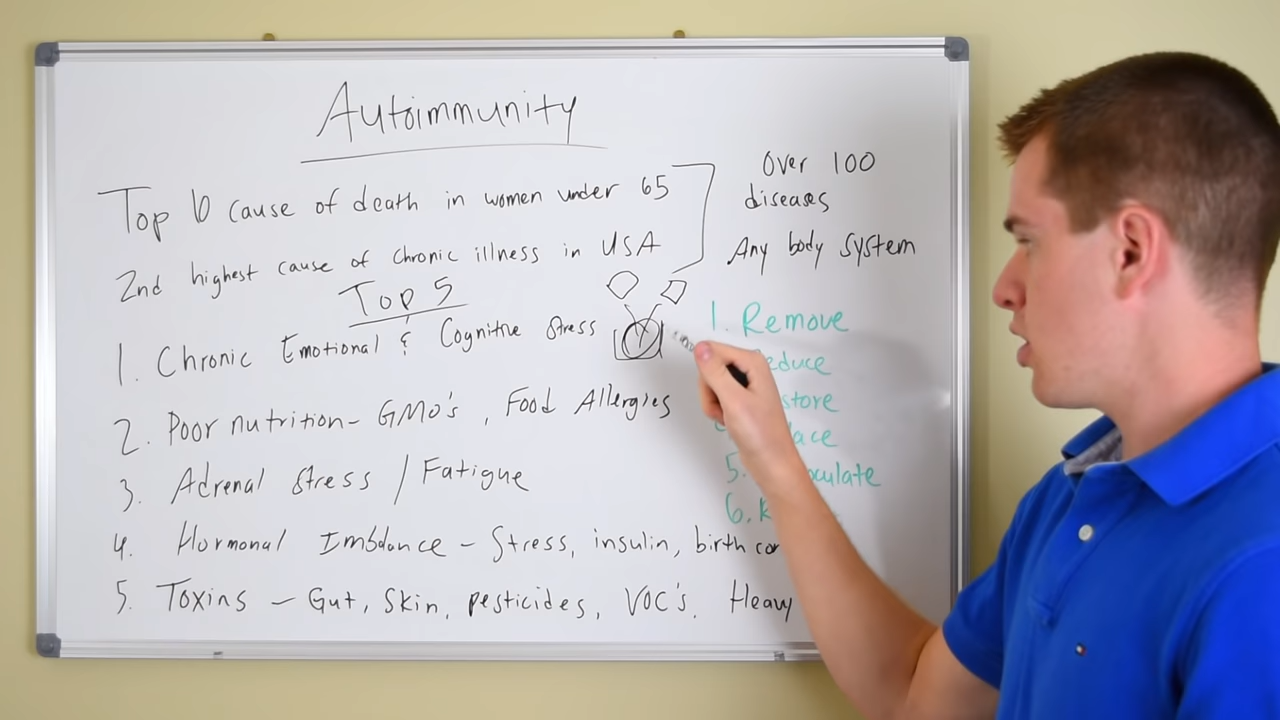 Autoimmunity
Top 10 cause of death in women under 65
2nd highest cause of chronic illness in USA
Over 100
diseases
Any body system
Top 5
1. Chronic Emotional & Cognitive Stress
2. Poor nutrition- GMO's, Food Allergies
3. Adrenal Stress / Fatigue
4. Hormonal Imbalance - Stress, insulin, birth
5. Toxins - Gut, Skin, pesticides, VOC's. Heavy
1. Remove
5.
6.